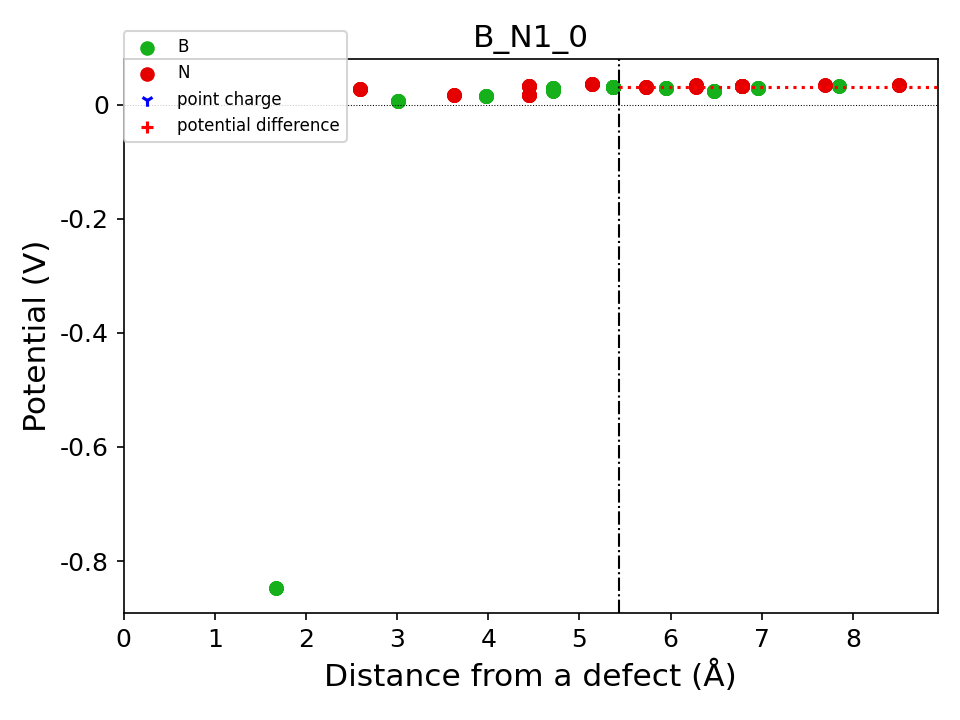 B_N1_0
B
N
point charge
potential difference
0
-0.2
-0.4
-0.6
-0.8
Potential (V)
0 1 2 3 4 5 6 7 8
Distance from a defect (Å)